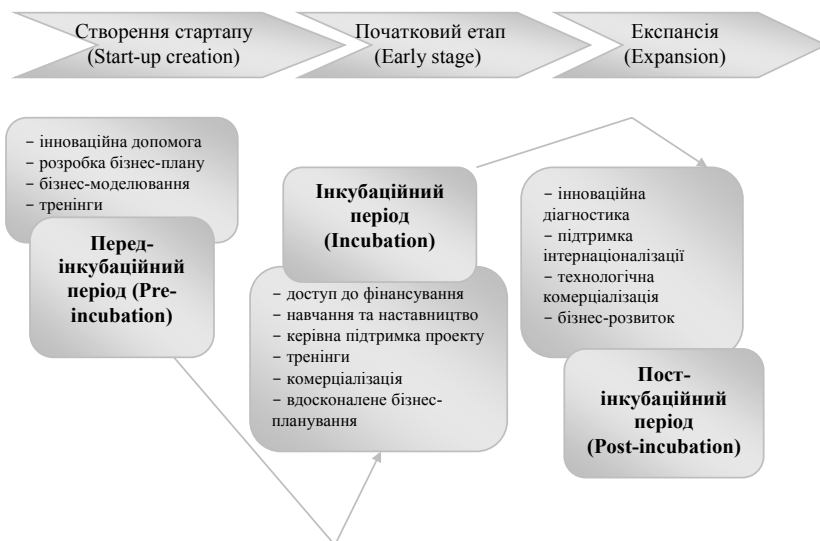 Створення стартапу
(Start-up creation)
Початковий етап
(Early stage)
Експансія
(Expansion)
− інноваційна допомога
− розробка бізнес-плану
− бізнес-моделювання
− тренінги
Перед-
інкубаційний
період (Pre-
incubation)
Інкубаційний
період
(Incubation)
− доступ до фінансування
− навчання та наставництво
− керівна підтримка проекту
− тренінги
− комерціалізація
− вдосконалене бізнес-
планування
− інноваційна
діагностика
− підтримка
інтернаціоналізації
− технологічна
комерціалізація
− бізнес-розвиток
Пост-
інкубаційний
період
(Post-incubation)